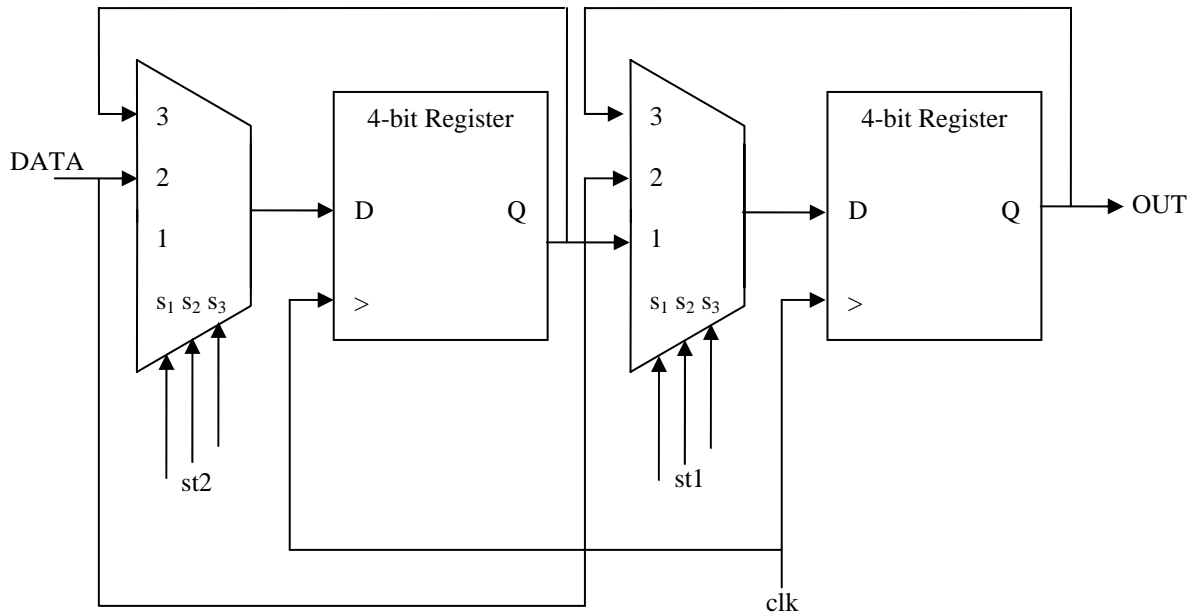 4-bit Register
4-bit Register
3
3
DATA
2
2
D
Q
D
Q
OUT
1
1
s₁ s₂ s₃
>
s₁ s₂ s₃
>
st2
st1
clk